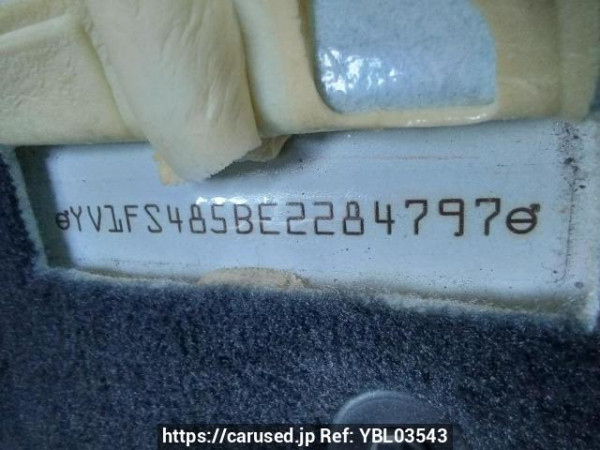 YV1FS485BE2284797
https://carused.jp Ref: YBL03543